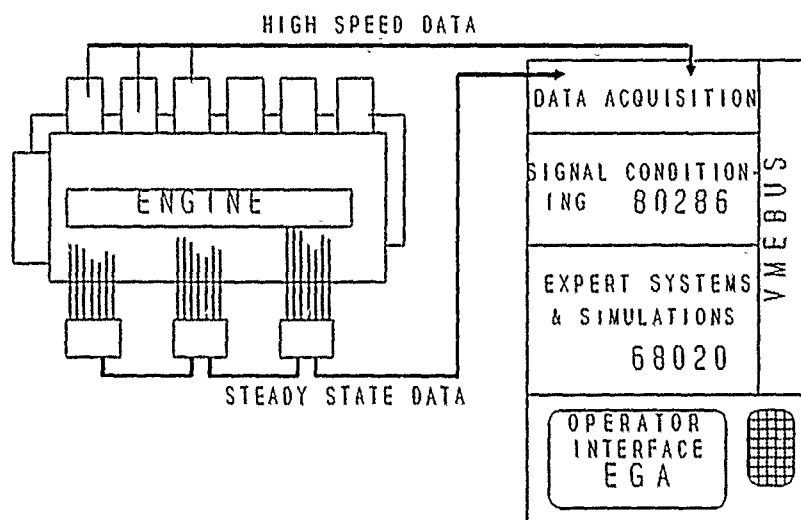 HIGH SPEED DATA
DATA ACQUISITION
SIGNAL CONDITION-
ING 80286
ENGINE
VMEBUS
EXPERT SYSTEMS
& SIMULATIONS
68020
STEADY STATE DATA
OPERATOR
INTERFACE
EGA